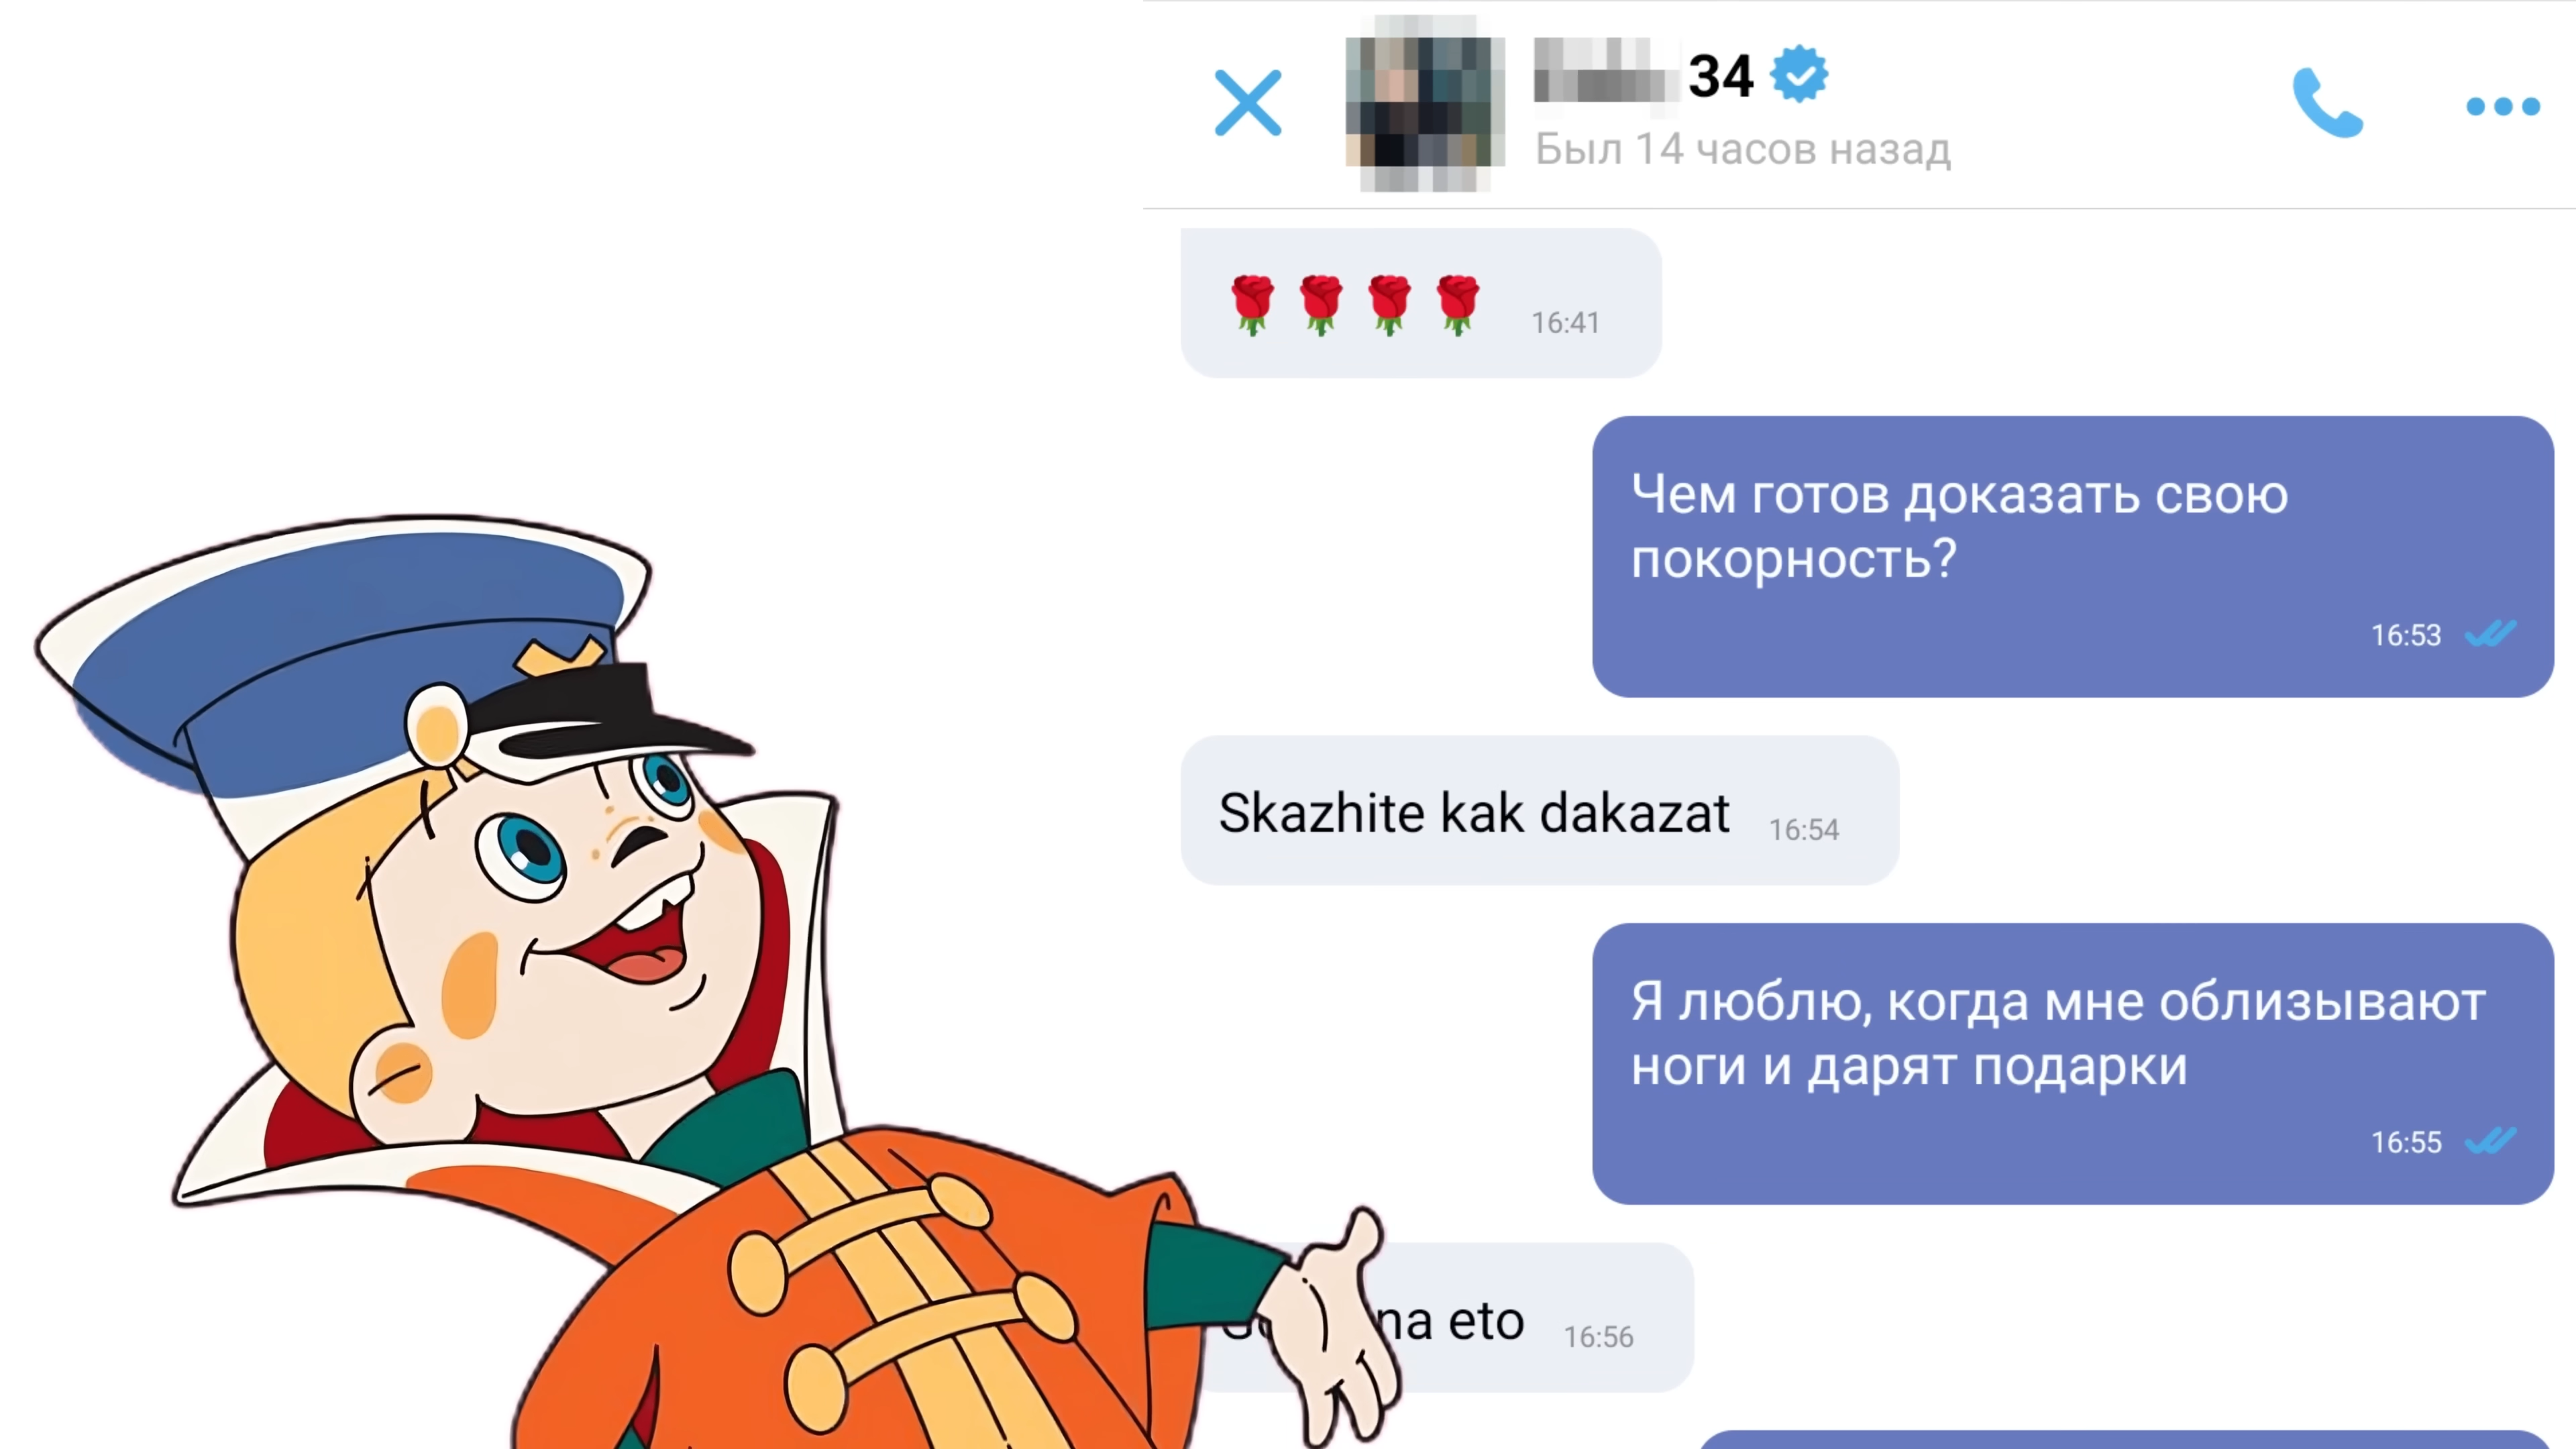 34
Был 14 часов назад
🌹🌹🌹🌹 16:41
Чем готов доказать свою
покорность?
16:53
Skazhite kak dakazat 16:54
Я люблю, когда мне облизывают
ноги и дарят подарки
16:55
na eto 16:56